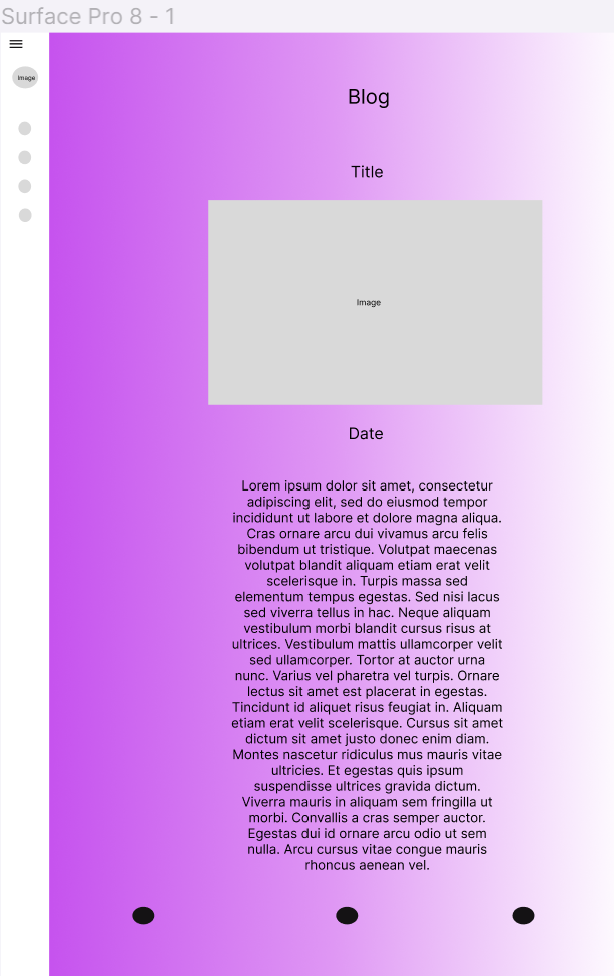 Surface Pro 8 - 1
Image
Blog
Title
Image
Date
Lorem ipsum dolor sit amet, consectetur
adipiscing elit, sed do eiusmod tempor
incididunt ut labore et dolore magna aliqua.
Cras ornare arcu dui vivamus arcu felis
bibendum ut tristique. Volutpat maecenas
volutpat blandit aliquam etiam erat velit
scelerisque in. Turpis massa sed
elementum tempus egestas. Sed nisi lacus
sed viverra tellus in hac. Neque aliquam
vestibulum morbi blandit cursus risus at
ultrices. Vestibulum mattis ullamcorper velit
sed ullamcorper. Tortor at auctor urna
nunc. Varius vel pharetra vel turpis. Ornare
lectus sit amet est placerat in egestas.
Tincidunt id aliquet risus feugiat in. Aliquam
etiam erat velit scelerisque. Cursus sit amet
dictum sit amet justo donec enim diam.
Montes nascetur ridiculus mus mauris vitae
ultricies. Et egestas quis ipsum
suspendisse ultrices gravida dictum.
Viverra mauris in aliquam sem fringilla ut
morbi. Convallis a cras semper auctor.
Egestas dui id ornare arcu odio ut sem
nulla. Arcu cursus vitae congue mauris
rhoncus aenean vel.